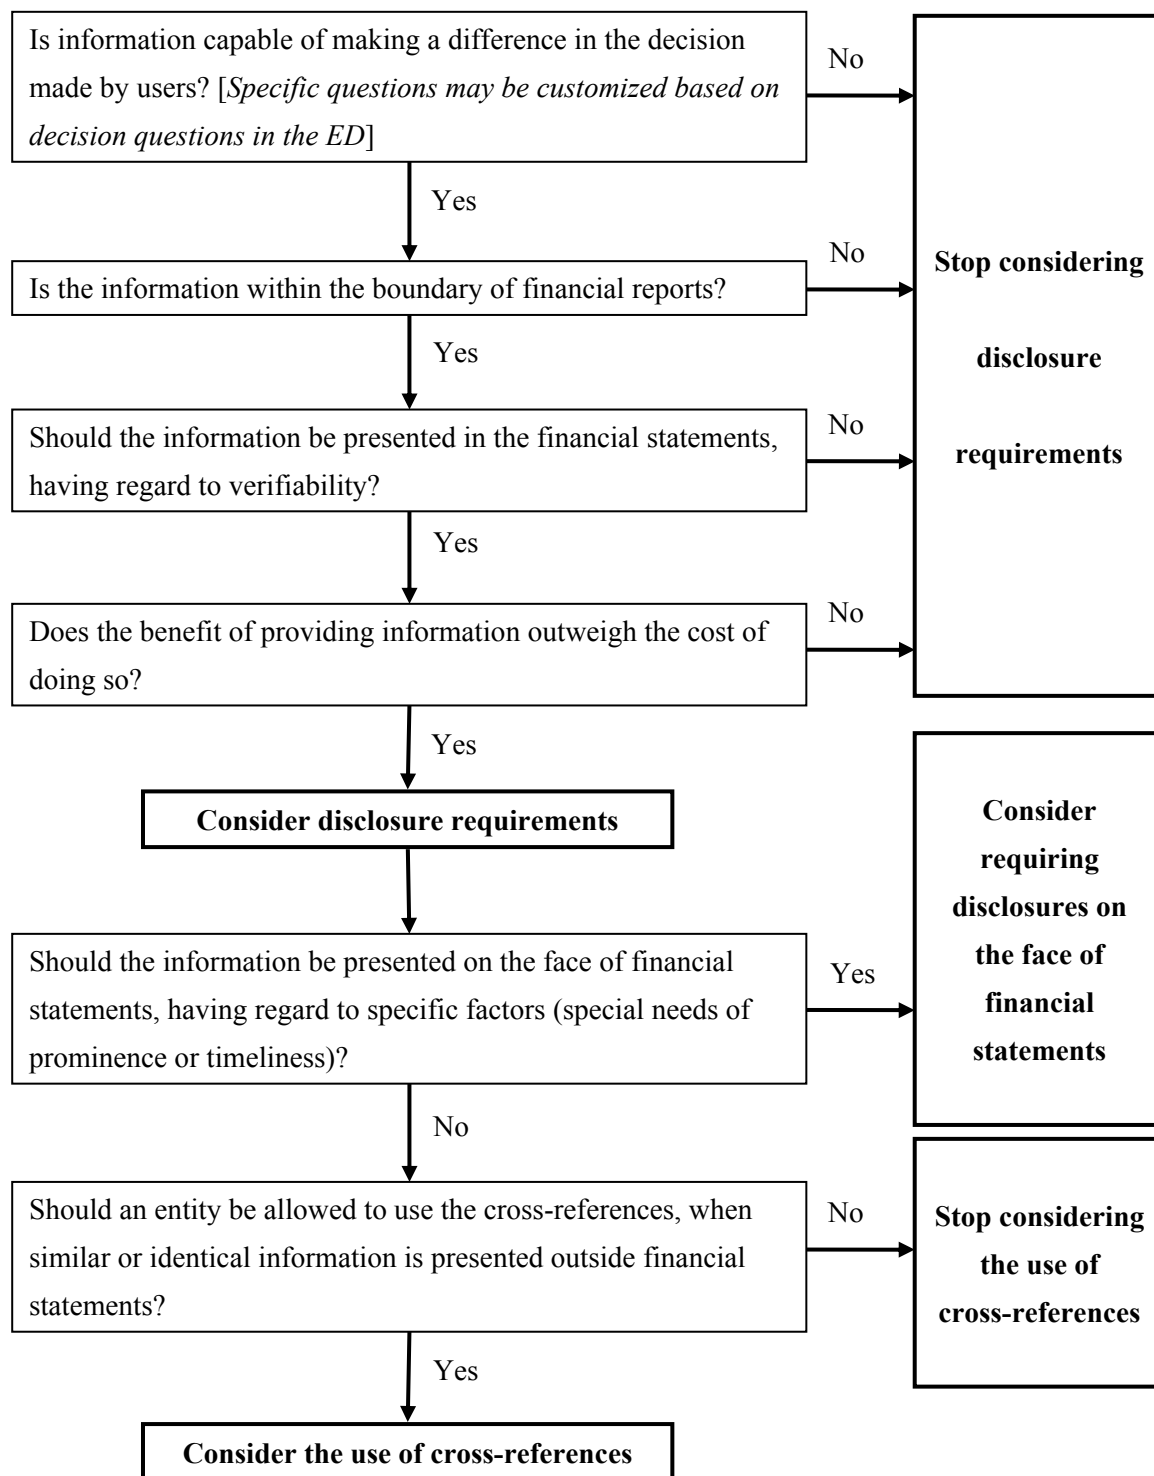 Is information capable of making a difference in the decision
made by users? [Specific questions may be customized based on
decision questions in the ED]
No
Yes
Is the information within the boundary of financial reports?
No
Yes
Should the information be presented in the financial statements,
having regard to verifiability?
No
Yes
Does the benefit of providing information outweigh the cost of
doing so?
No
Stop considering
disclosure
requirements
Yes
Consider disclosure requirements
Should the information be presented on the face of financial
statements, having regard to specific factors (special needs of
prominence or timeliness)?
Yes
Consider
requiring
disclosures on
the face of
financial
statements
No
Should an entity be allowed to use the cross-references, when
similar or identical information is presented outside financial
statements?
No
Stop considering
the use of
cross-references
Yes
Consider the use of cross-references